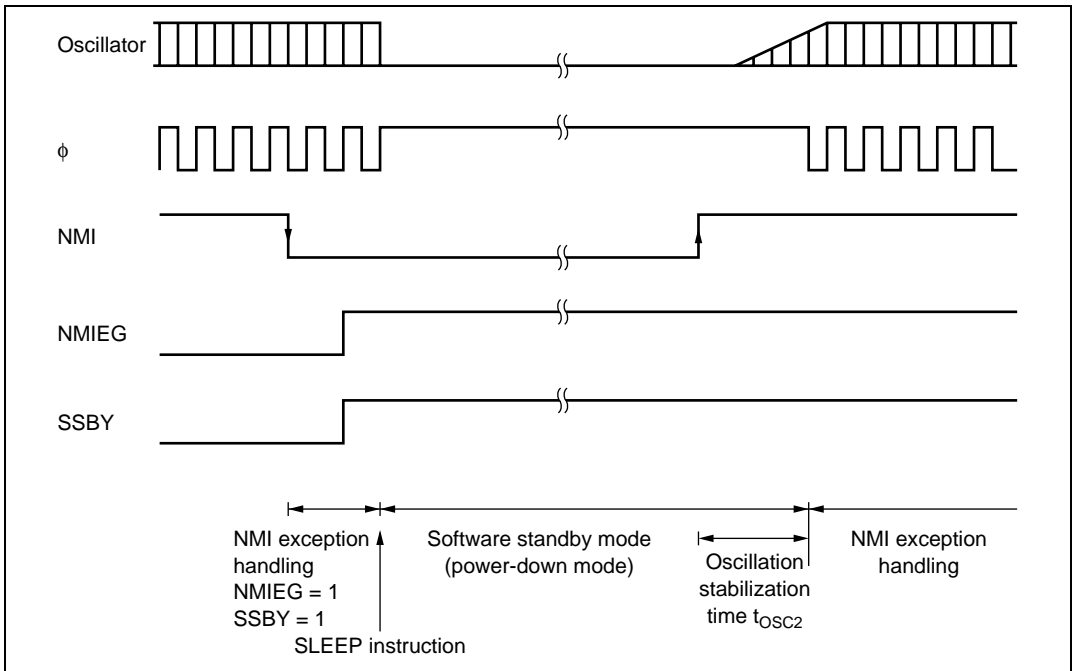 Oscillator
φ
NMI
NMIEG
SSBY
NMI exception
handling
NMIEG = 1
SSBY = 1
SLEEP instruction
Software standby mode
(power-down mode)
Oscillation
stabilization
time tOSC2
NMI exception
handling